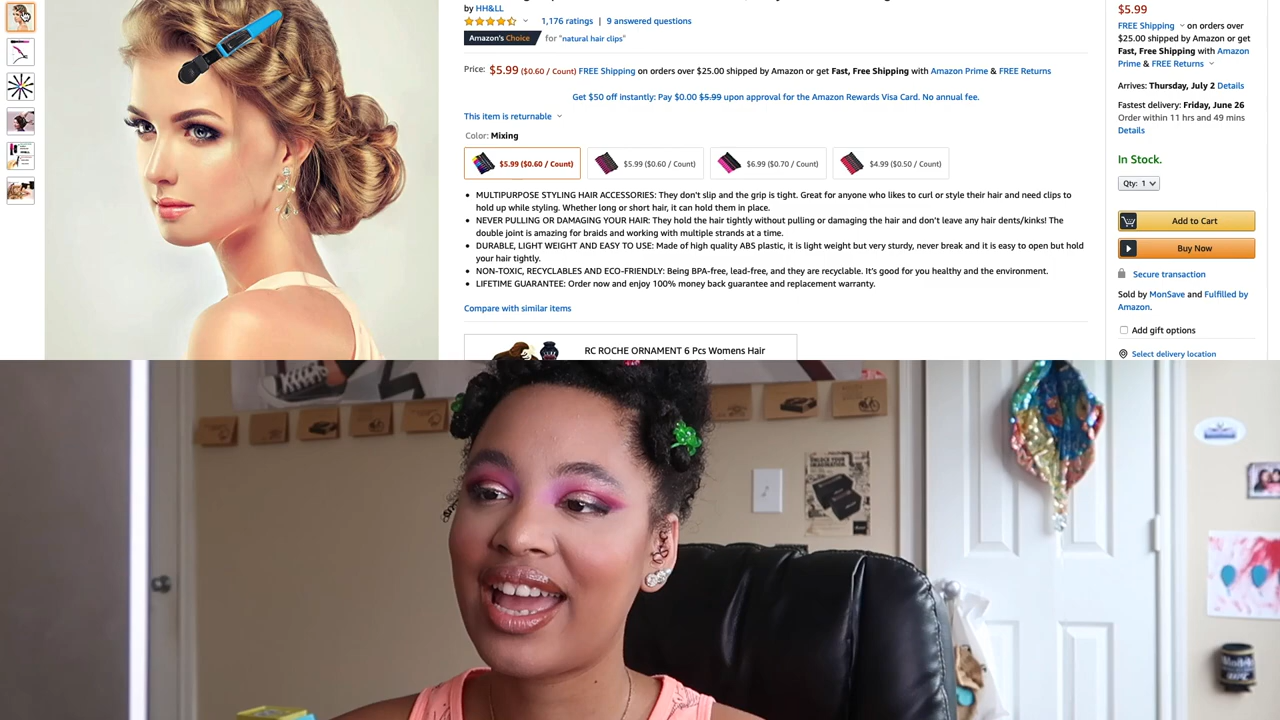 by HH&LL
1,176 ratings | 9 answered questions
Amazon's Choice for "natural hair clips"
Price: $5.99 ($0.60 / Count) FREE Shipping on orders over $25.00 shipped by Amazon or get Fast, Free Shipping with Amazon Prime & FREE Returns
Get $50 off instantly: Pay $0.00 $5.99 upon approval for the Amazon Rewards Visa Card. No annual fee.
This item is returnable
Color: Mixing
$5.99 ($0.60 / Count) $5.99 ($0.60 / Count) $6.99 ($0.70 / Count) $4.99 ($0.50 / Count)
• MULTIPURPOSE STYLING HAIR ACCESSORIES: They don't slip and the grip is tight. Great for anyone who likes to curl or style their hair and need clips to
hold up while styling. Whether long or short hair, it can hold them in place.
• NEVER PULLING OR DAMAGING YOUR HAIR: They hold the hair tightly without pulling or damaging the hair and don't leave any hair dents/kinks! The
double joint is amazing for braids and working with multiple strands at a time.
• DURABLE, LIGHT WEIGHT AND EASY TO USE: Made of high quality ABS plastic, it is light weight but very sturdy, never break and it is easy to open but hold
your hair tightly.
• NON-TOXIC, RECYCLABLES AND ECO-FRIENDLY: Being BPA-free, lead-free, and they are recyclable. It's good for you healthy and the environment.
• LIFETIME GUARANTEE: Order now and enjoy 100% money back guarantee and replacement warranty.
Compare with similar items
RC ROCHE ORNAMENT 6 Pcs Womens Hair
$5.99
FREE Shipping on orders over
$25.00 shipped by Amazon or get
Fast, Free Shipping with Amazon
Prime & FREE Returns
Arrives: Thursday, July 2 Details
Fastest delivery: Friday, June 26
Order within 11 hrs and 49 mins
Details
In Stock.
Qty: 1
Add to Cart
Buy Now
Secure transaction
Sold by MonSave and Fulfilled by
Amazon.
Add gift options
Select delivery location
UNLOCK YOUR
IMAGINATION